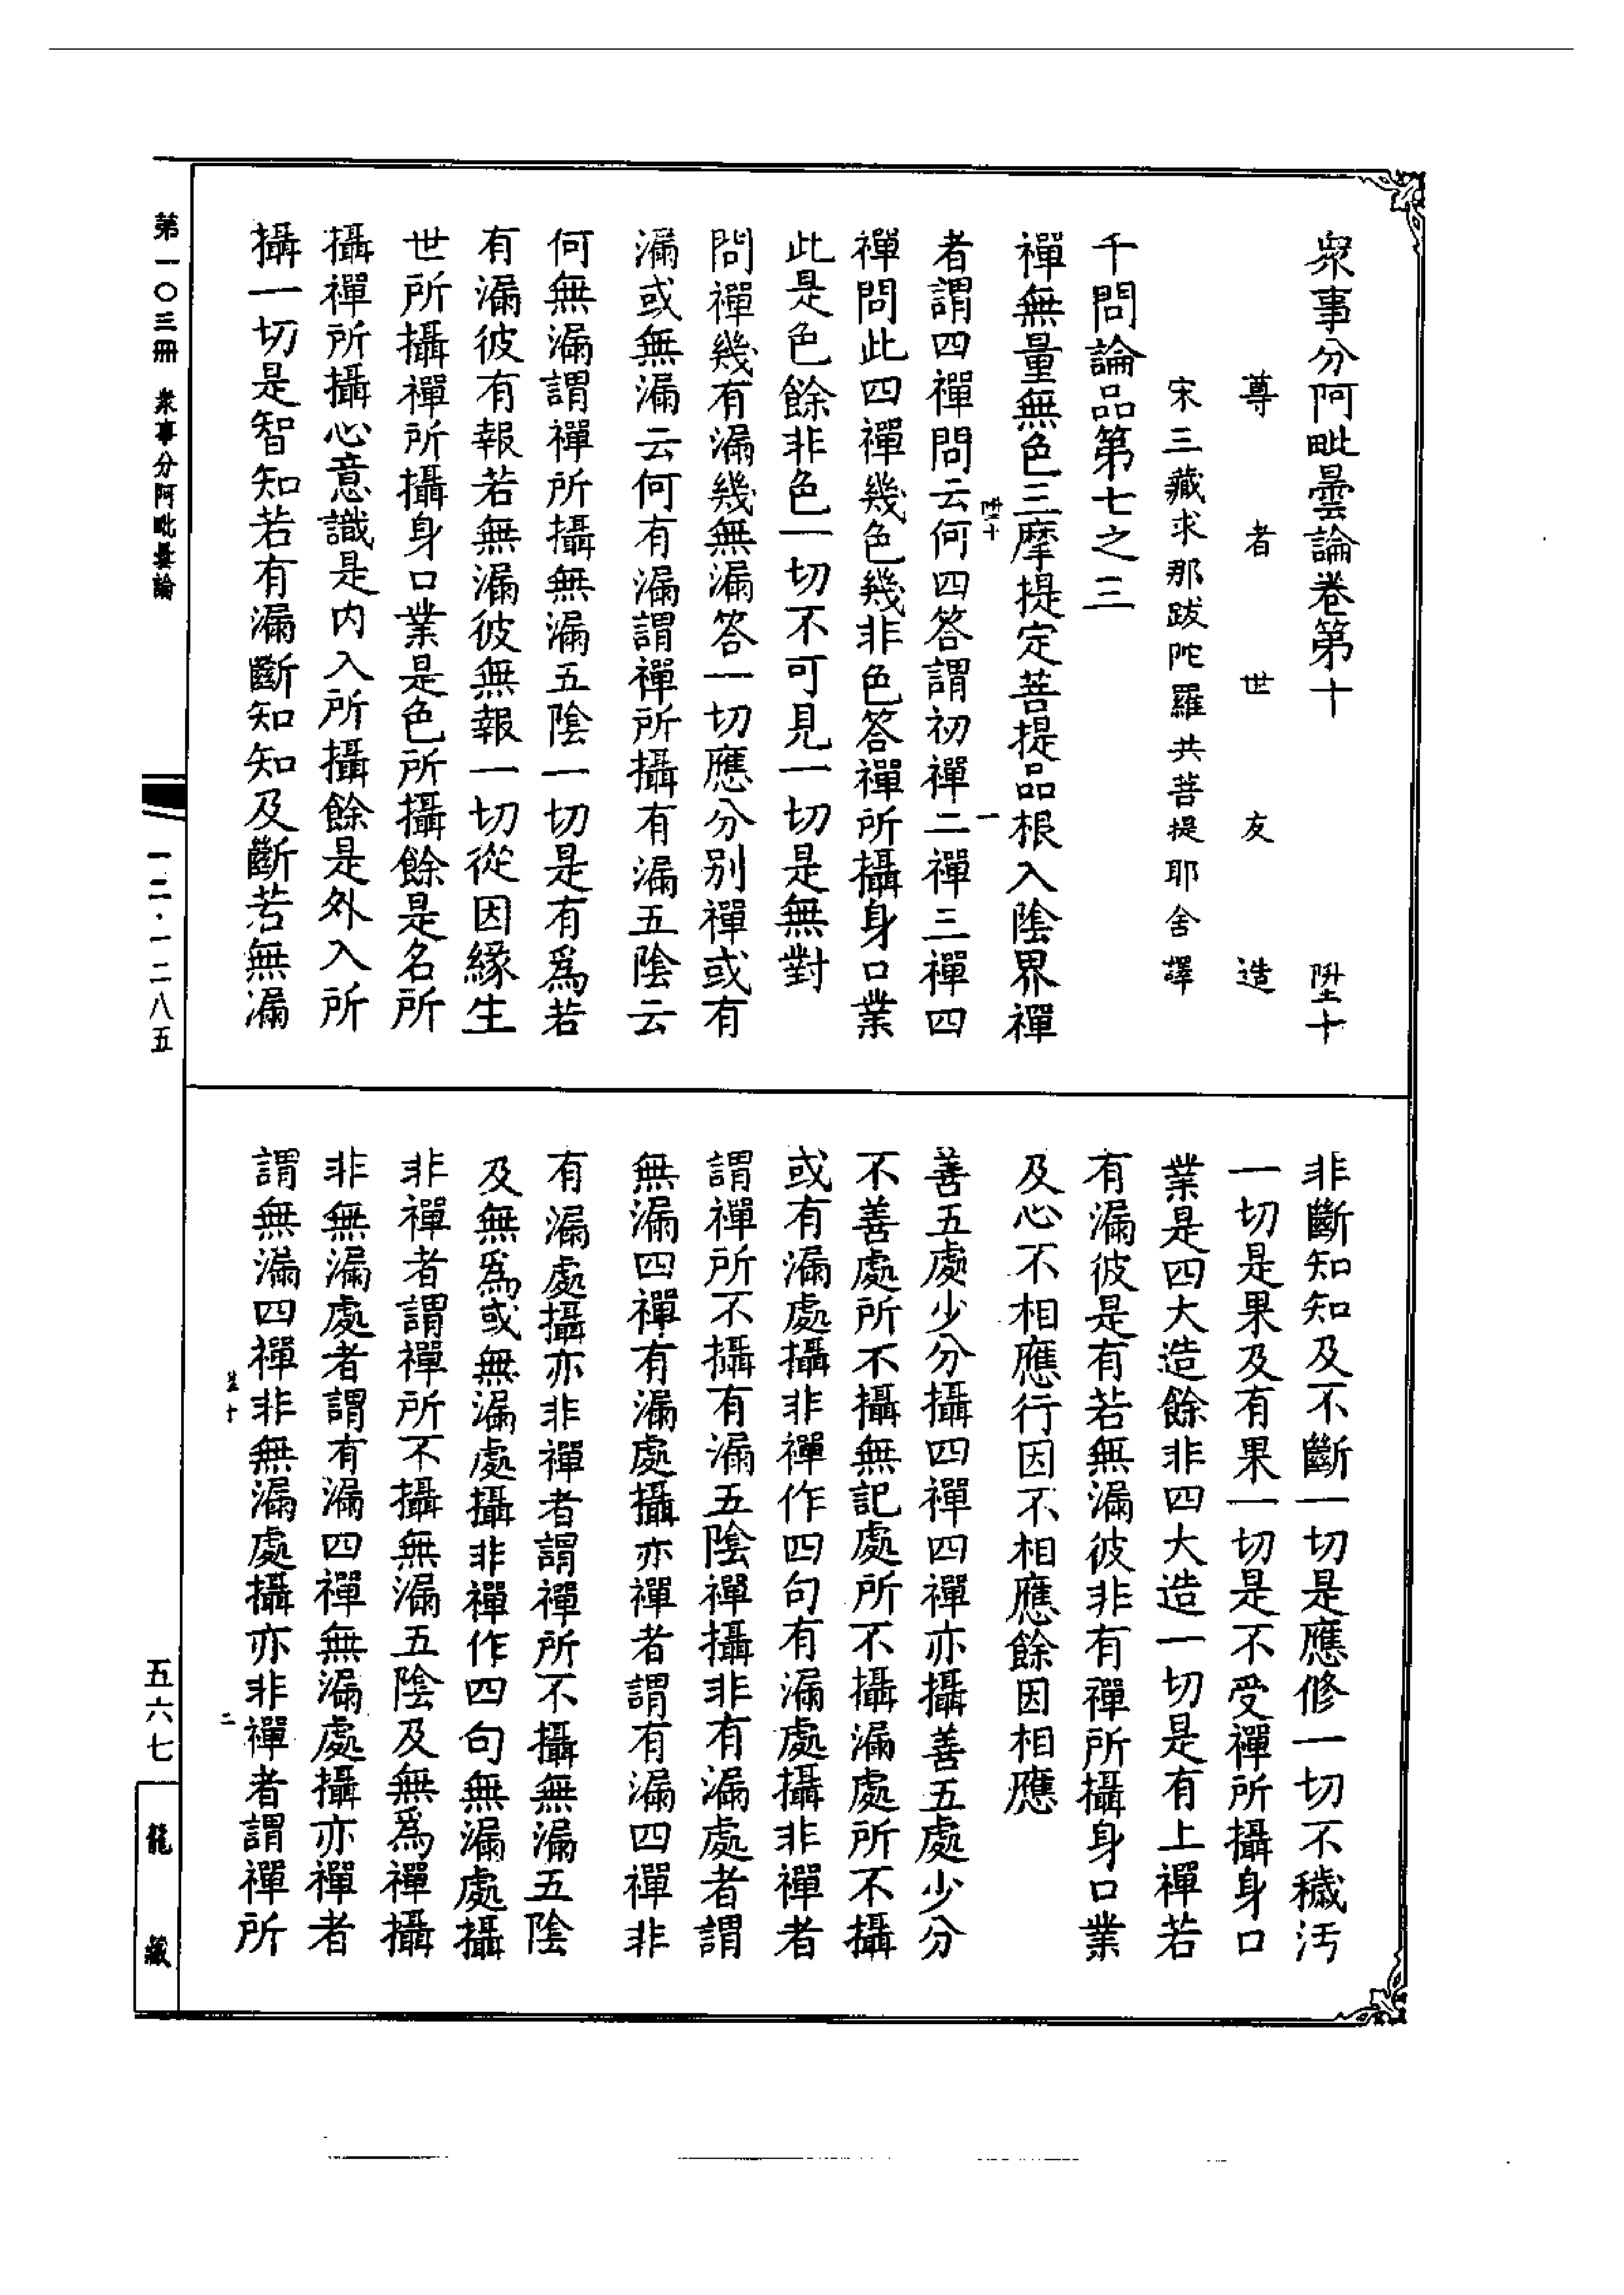 衆事分阿毗曇論卷第十　陞十
尊者世友造
宋三藏求那跋陀羅共菩提耶舍譯
千問論品第七之三
禪無量無色三摩提定菩提品根入陰界禪
陞十　一
者謂四禪問云何四答謂初禪二禪三禪四
禪問此四禪幾色幾非色答禪所攝身口業
此是色餘非色一切不可見一切是無對
問禪幾有漏幾無漏答一切應分别禪或有
漏或無漏云何有漏謂禪所攝有漏五陰云
何無漏謂禪所攝無漏五陰一切是有爲若
有漏彼有報若無漏彼無報一切從因緣生
世所攝禪所攝身口業是色所攝餘是名所
攝禪所攝心意識是内入所攝餘是外入所
攝一切是智知若有漏斷知知及斷若無漏
非斷知知及不斷一切是應修一切不穢汚
一切是果及有果一切是不受禪所攝身口
業是四大造餘非四大造一切是有上禪若
有漏彼是有若無漏彼非有禪所攝身口業
及心不相應行因不相應餘因相應
善五處少分攝四禪四禪亦攝善五處少分
不善處所不攝無記處所不攝漏處所不攝
或有漏處攝非禪作四句有漏處攝非禪者
謂禪所不攝有漏五陰禪攝非有漏處者謂
無漏四禪有漏處攝亦禪者謂有漏四禪非
有漏處攝亦非禪者謂禪所不攝無漏五陰
及無爲或無漏處攝非禪作四句無漏處攝
非禪者謂禪所不攝無漏五陰及無爲禪攝
非無漏處者謂有漏四禪無漏處攝亦禪者
謂無漏四禪非無漏處攝亦非禪者謂禪所
陞十　二
第一〇三冊　衆事分阿毗曇論
一二·一二八五
五六七
龍藏